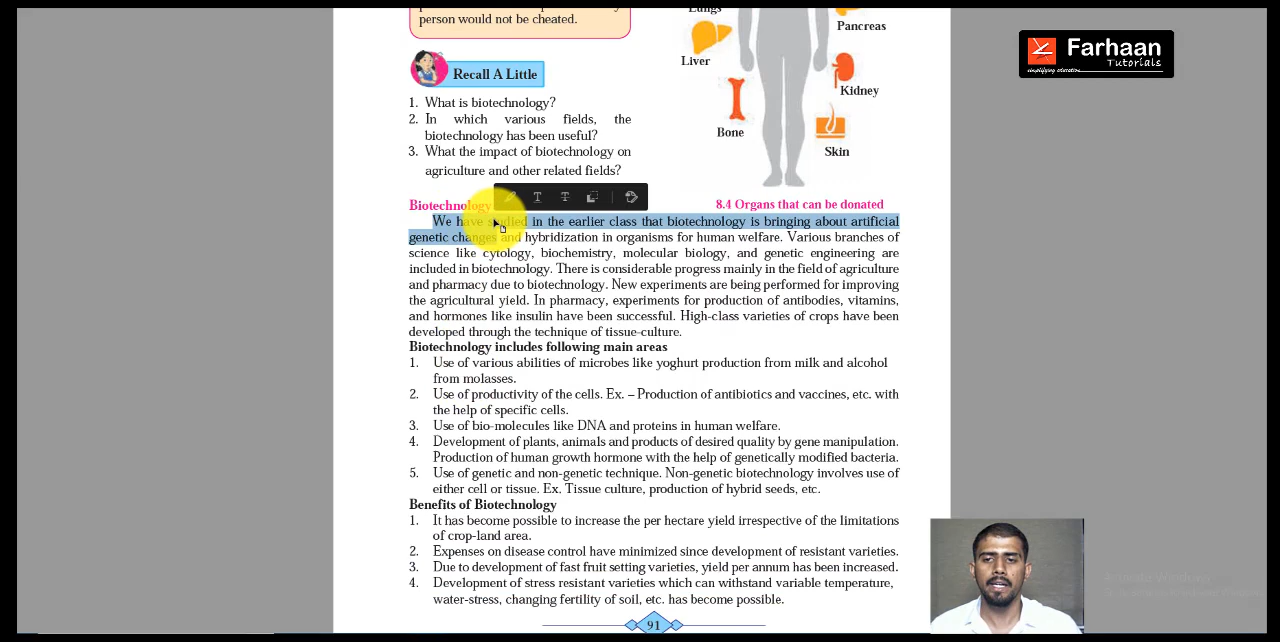 person would not be cheated.
Lungs
Pancreas
Liver
Kidney
Bone
Skin
Farhaan
Tutorials
simplifying education
Recall A Little
1. What is biotechnology?
2. In which various fields, the
biotechnology has been useful?
3. What the impact of biotechnology on
agriculture and other related fields?
8.4 Organs that can be donated
Biotechnology
We have studied in the earlier class that biotechnology is bringing about artificial
genetic changes and hybridization in organisms for human welfare. Various branches of
science like cytology, biochemistry, molecular biology, and genetic engineering are
included in biotechnology. There is considerable progress mainly in the field of agriculture
and pharmacy due to biotechnology. New experiments are being performed for improving
the agricultural yield. In pharmacy, experiments for production of antibodies, vitamins,
and hormones like insulin have been successful. High-class varieties of crops have been
developed through the technique of tissue-culture.
Biotechnology includes following main areas
1. Use of various abilities of microbes like yoghurt production from milk and alcohol
from molasses.
2. Use of productivity of the cells. Ex. – Production of antibiotics and vaccines, etc. with
the help of specific cells.
3. Use of bio-molecules like DNA and proteins in human welfare.
4. Development of plants, animals and products of desired quality by gene manipulation.
Production of human growth hormone with the help of genetically modified bacteria.
5. Use of genetic and non-genetic technique. Non-genetic biotechnology involves use of
either cell or tissue. Ex. Tissue culture, production of hybrid seeds, etc.
Benefits of Biotechnology
1. It has become possible to increase the per hectare yield irrespective of the limitations
of crop-land area.
2. Expenses on disease control have minimized since development of resistant varieties.
3. Due to development of fast fruit setting varieties, yield per annum has been increased.
4. Development of stress resistant varieties which can withstand variable temperature,
water-stress, changing fertility of soil, etc. has become possible.
91